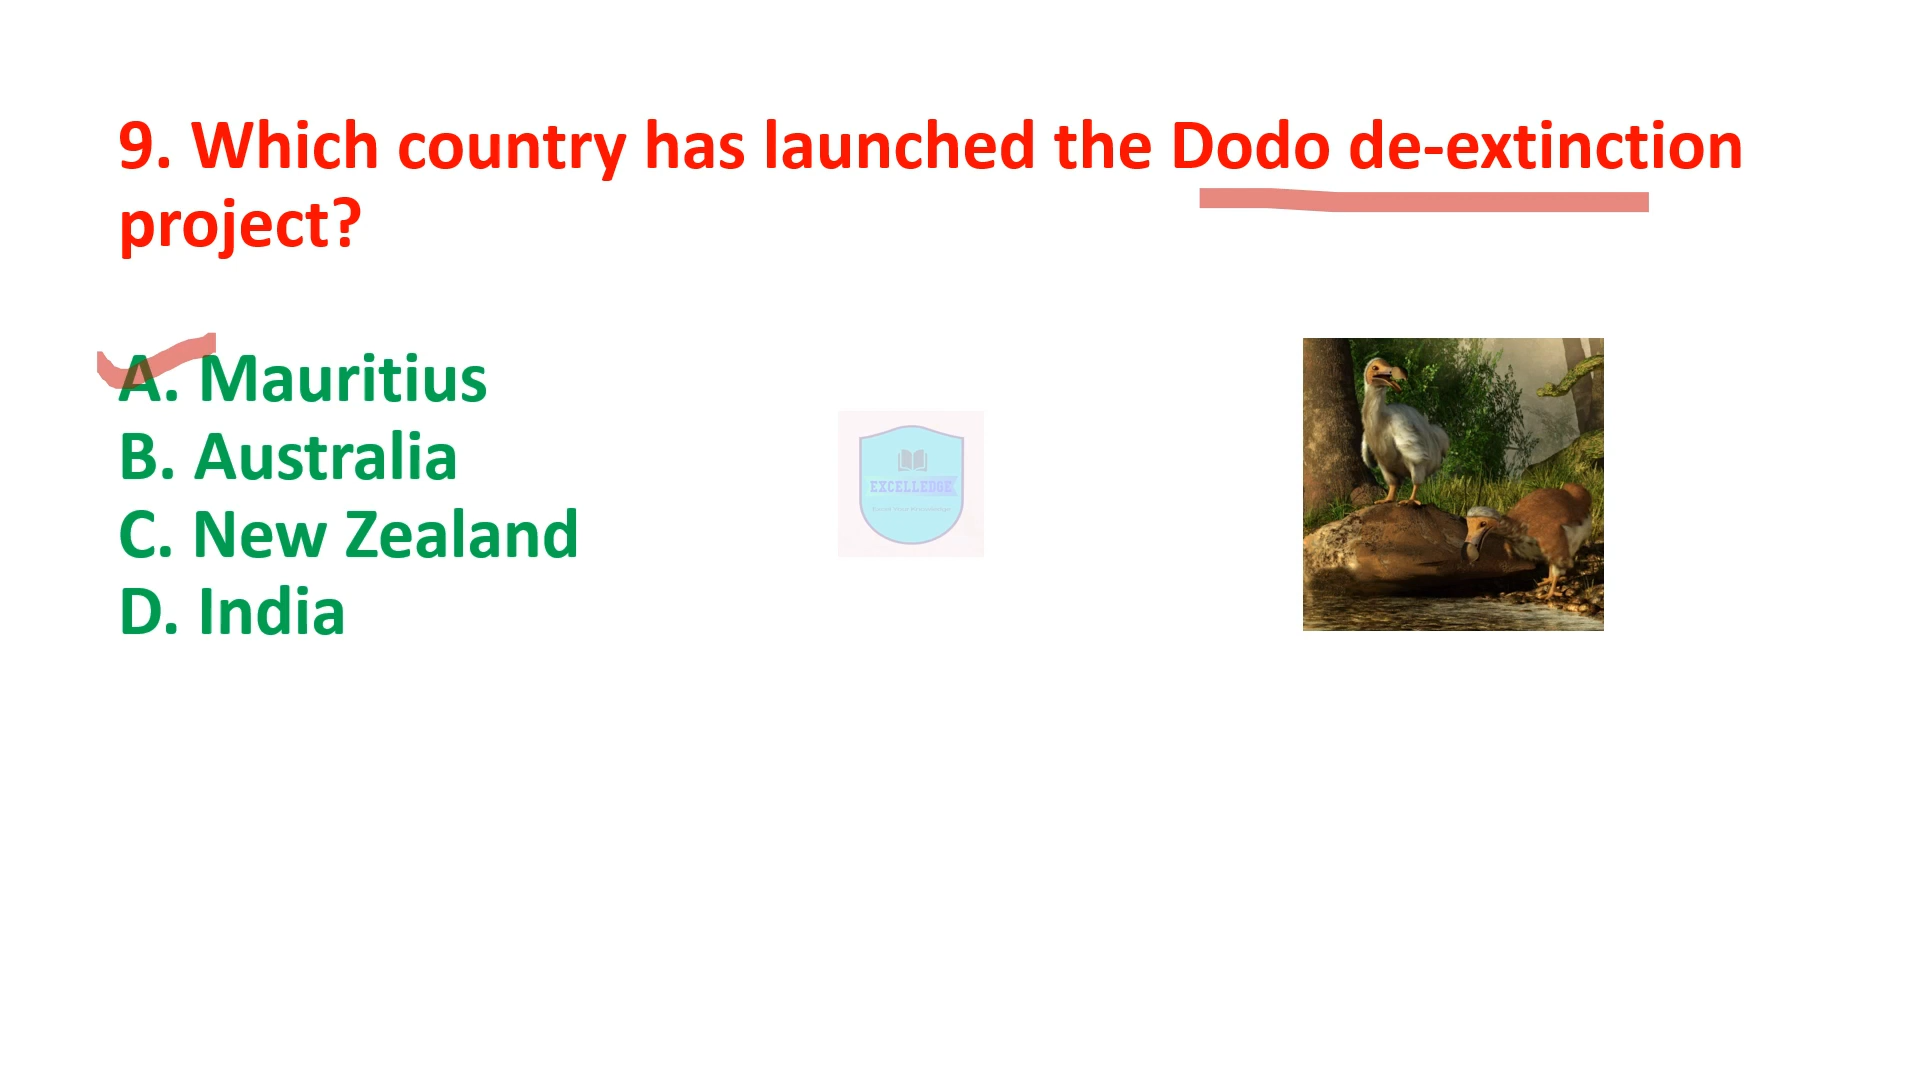 9. Which country has launched the Dodo de-extinction
project?
A. Mauritius
B. Australia
C. New Zealand
D. India
EXCELLEDGE